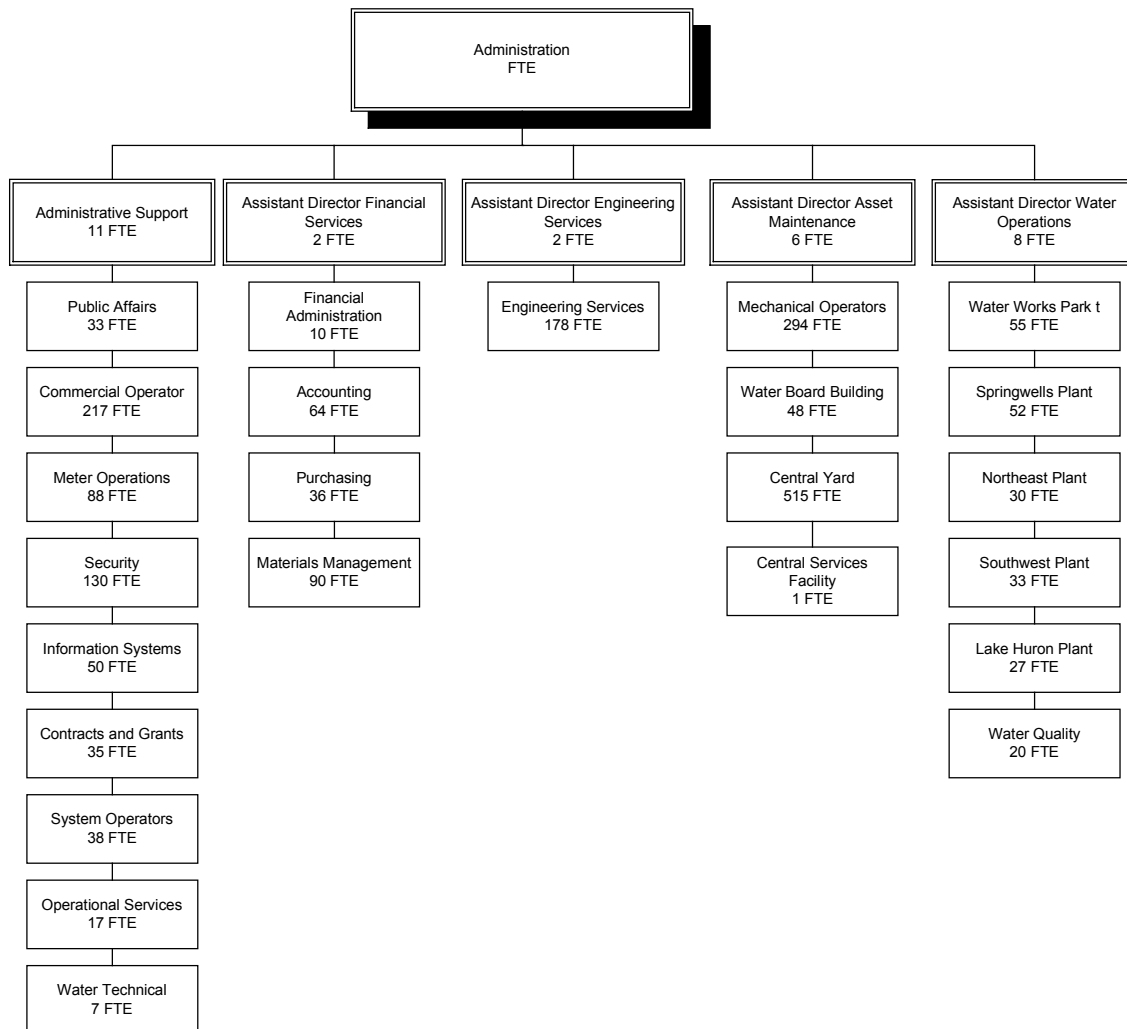 Administration
FTE
Administrative Support
11 FTE
Public Affairs
33 FTE
Commercial Operator
217 FTE
Meter Operations
88 FTE
Security
130 FTE
Information Systems
50 FTE
Contracts and Grants
35 FTE
System Operators
38 FTE
Operational Services
17 FTE
Water Technical
7 FTE
Assistant Director Financial
Services
2 FTE
Financial
Administration
10 FTE
Accounting
64 FTE
Purchasing
36 FTE
Materials Management
90 FTE
Assistant Director Engineering
Services
2 FTE
Engineering Services
178 FTE
Assistant Director Asset
Maintenance
6 FTE
Mechanical Operators
294 FTE
Water Board Building
48 FTE
Central Yard
515 FTE
Central Services
Facility
1 FTE
Assistant Director Water
Operations
8 FTE
Water Works Park t
55 FTE
Springwells Plant
52 FTE
Northeast Plant
30 FTE
Southwest Plant
33 FTE
Lake Huron Plant
27 FTE
Water Quality
20 FTE